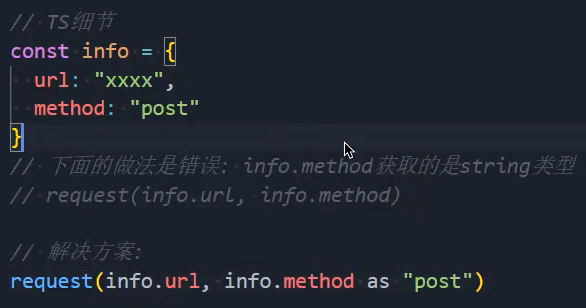 // TS细节
const info = {
  url: "xxxx",
  method: "post"
}
// 下面的做法是错误: info.method获取的是string类型
// request(info.url, info.method)
// 解决方案:
request(info.url, info.method as "post")